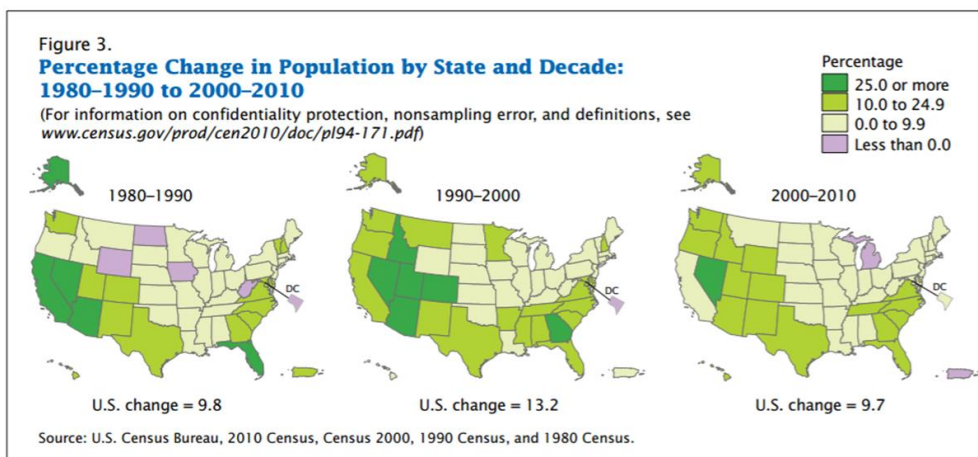 Figure 3.
Percentage Change in Population by State and Decade:
1980–1990 to 2000–2010
(For information on confidentiality protection, nonsampling error, and definitions, see
www.census.gov/prod/cen2010/doc/pl94-171.pdf)
Percentage
25.0 or more
10.0 to 24.9
0.0 to 9.9
Less than 0.0
1980–1990
DC
U.S. change = 9.8
1990–2000
DC
U.S. change = 13.2
2000–2010
DC
U.S. change = 9.7
Source: U.S. Census Bureau, 2010 Census, Census 2000, 1990 Census, and 1980 Census.